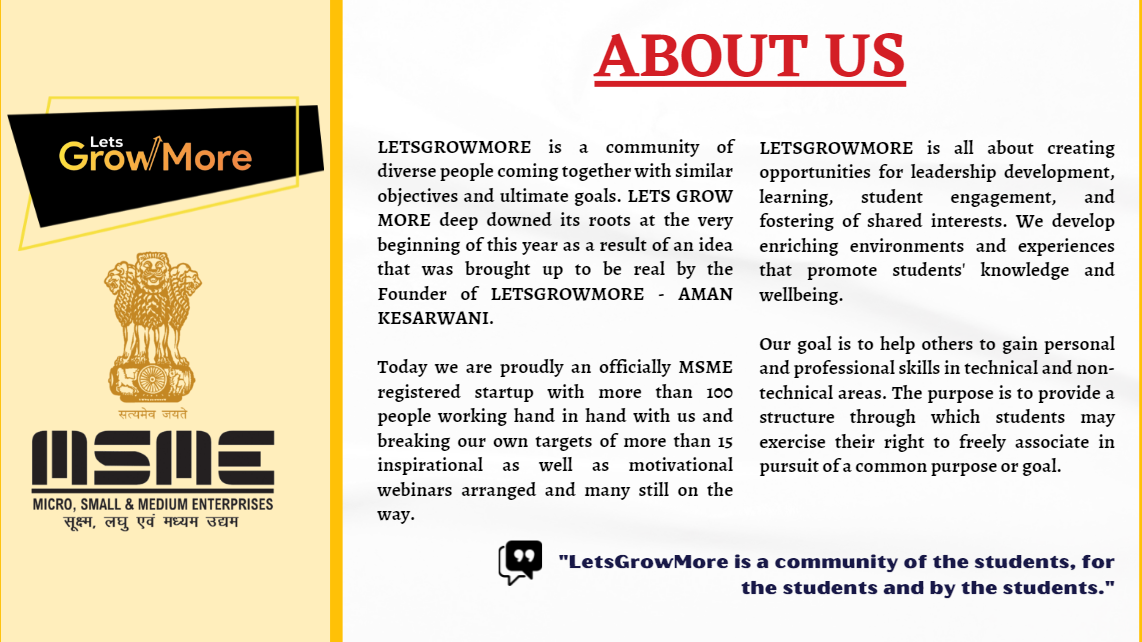 Lets
GrowMore
सत्यमेव जयते
MSME
MICRO, SMALL & MEDIUM ENTERPRISES
सूक्ष्म, लघु एवं मध्यम उद्यम
ABOUT US
LETSGROWMORE is a community of
diverse people coming together with similar
objectives and ultimate goals. LETS GROW
MORE deep downed its roots at the very
beginning of this year as a result of an idea
that was brought up to be real by the
Founder of LETSGROWMORE - AMAN
KESARWANI.
Today we are proudly an officially MSME
registered startup with more than 100
people working hand in hand with us and
breaking our own targets of more than 15
inspirational as well as motivational
webinars arranged and many still on the
way.
LETSGROWMORE is all about creating
opportunities for leadership development,
learning, student engagement, and
fostering of shared interests. We develop
enriching environments and experiences
that promote students' knowledge and
wellbeing.
Our goal is to help others to gain personal
and professional skills in technical and non-
technical areas. The purpose is to provide a
structure through which students may
exercise their right to freely associate in
pursuit of a common purpose or goal.
"LetsGrowMore is a community of the students, for
the students and by the students."